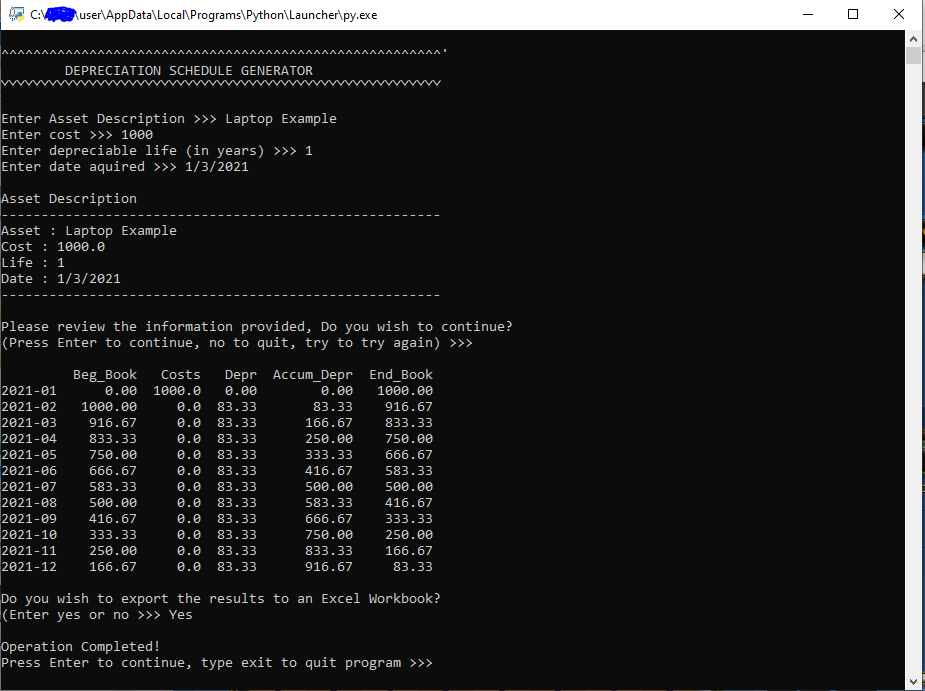 C:\ \user\AppData\Local\Programs\Python\Launcher\py.exe
^^^^^^^^^^^^^^^^^^^^^^^^^^^^^^^^^^^^^^^^^^^^^^^^^^^^^^^'
DEPRECIATION SCHEDULE GENERATOR
vvvvvvvvvvvvvvvvvvvvvvvvvvvvvvvvvvvvvvvvvvvvvvvvvvvvvvv
Enter Asset Description >>> Laptop Example
Enter cost >>> 1000
Enter depreciable life (in years) >>> 1
Enter date aquired >>> 1/3/2021
Asset Description
-------------------------------------------------------
Asset : Laptop Example
Cost : 1000.0
Life : 1
Date : 1/3/2021
-------------------------------------------------------
Please review the information provided, Do you wish to continue?
(Press Enter to continue, no to quit, try to try again) >>>
Beg_Book Costs Depr Accum_Depr End_Book
2021-01 0.00 1000.0 0.00 0.00 1000.00
2021-02 1000.00 0.0 83.33 83.33 916.67
2021-03 916.67 0.0 83.33 166.67 833.33
2021-04 833.33 0.0 83.33 250.00 750.00
2021-05 750.00 0.0 83.33 333.33 666.67
2021-06 666.67 0.0 83.33 416.67 583.33
2021-07 583.33 0.0 83.33 500.00 500.00
2021-08 500.00 0.0 83.33 583.33 416.67
2021-09 416.67 0.0 83.33 666.67 333.33
2021-10 333.33 0.0 83.33 750.00 250.00
2021-11 250.00 0.0 83.33 833.33 166.67
2021-12 166.67 0.0 83.33 916.67 83.33
Do you wish to export the results to an Excel Workbook?
(Enter yes or no >>> Yes
Operation Completed!
Press Enter to continue, type exit to quit program >>>